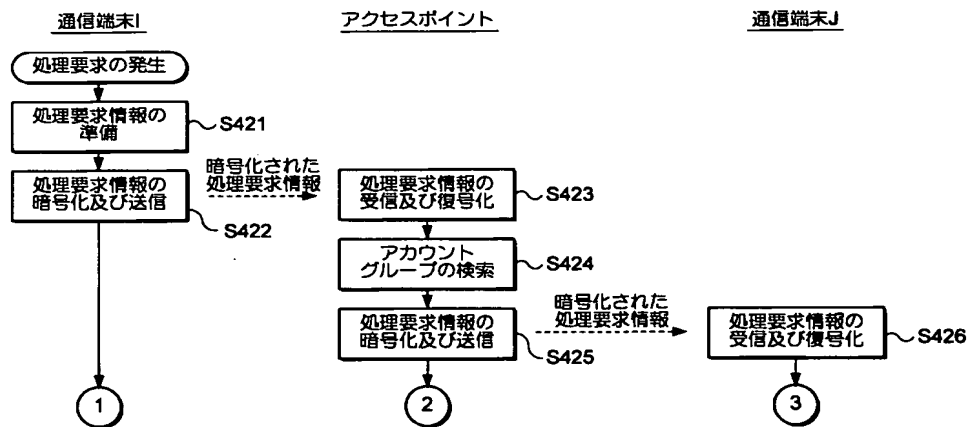 通信端末I
アクセスポイント
通信端末J
処理要求の発生
処理要求情報の
準備
S421
処理要求情報の
暗号化及び送信
S422
暗号化された
処理要求情報
処理要求情報の
受信及び復号化
S423
アカウント
グループの検索
S424
処理要求情報の
暗号化及び送信
S425
暗号化された
処理要求情報
処理要求情報の
受信及び復号化
S426
1
2
3